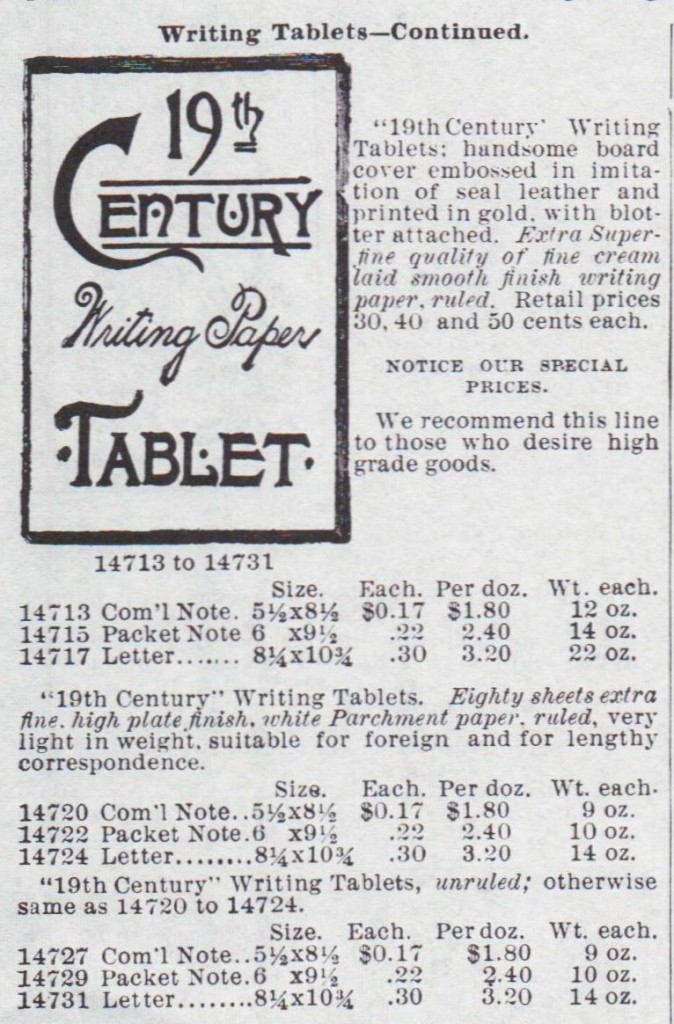 Writing Tablets—Continued.
19th
CENTURY
Writing Paper
·TABLET·
14713 to 14731
"19th Century' Writing
Tablets; handsome board
cover embossed in imita-
tion of seal leather and
printed in gold, with blot-
ter attached. Extra Super-
fine quality of fine cream
laid smooth finish writing
paper, ruled. Retail prices
30, 40 and 50 cents each.
NOTICE OUR SPECIAL
PRICES.
We recommend this line
to those who desire high
grade goods.
Size. Each. Per doz. Wt. each.
14713 Com'l Note. 5½x8½ $0.17 $1.80 12 oz.
14715 Packet Note 6 x9½ .22 2.40 14 oz.
14717 Letter....... 8¼x10¾ .30 3.20 22 oz.
"19th Century" Writing Tablets. Eighty sheets extra
fine, high plate finish, white Parchment paper, ruled, very
light in weight, suitable for foreign and for lengthy
correspondence.
Size. Each. Per doz. Wt. each.
14720 Com'l Note..5½x8½ $0.17 $1.80 9 oz.
14722 Packet Note.6 x9½ .22 2.40 10 oz.
14724 Letter........8¼x10¾ .30 3.20 14 oz.
"19th Century" Writing Tablets, unruled; otherwise
same as 14720 to 14724.
Size. Each. Per doz. Wt. each.
14727 Com'l Note..5½x8½ $0.17 $1.80 9 oz.
14729 Packet Note.6 x9½ .22 2.40 10 oz.
14731 Letter........8¼x10¾ .30 3.20 14 oz.